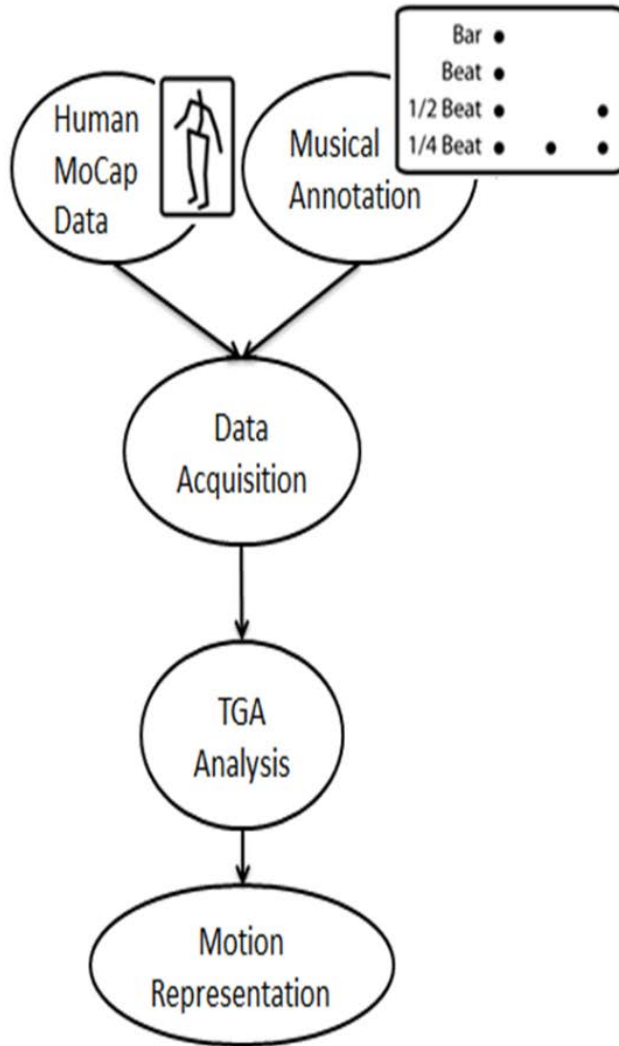 Human
MoCap
Data
Musical
Annotation
Bar
Beat
1/2 Beat
1/4 Beat
Data
Acquisition
TGA
Analysis
Motion
Representation